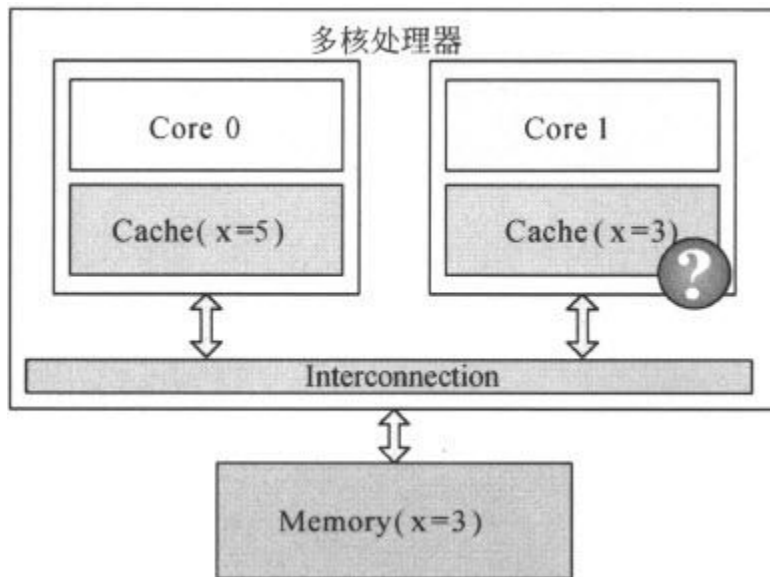 多核处理器
Core 0
Core 1
Cache( x=5)
Cache( x=3)
?
Interconnection
Memory( x=3)